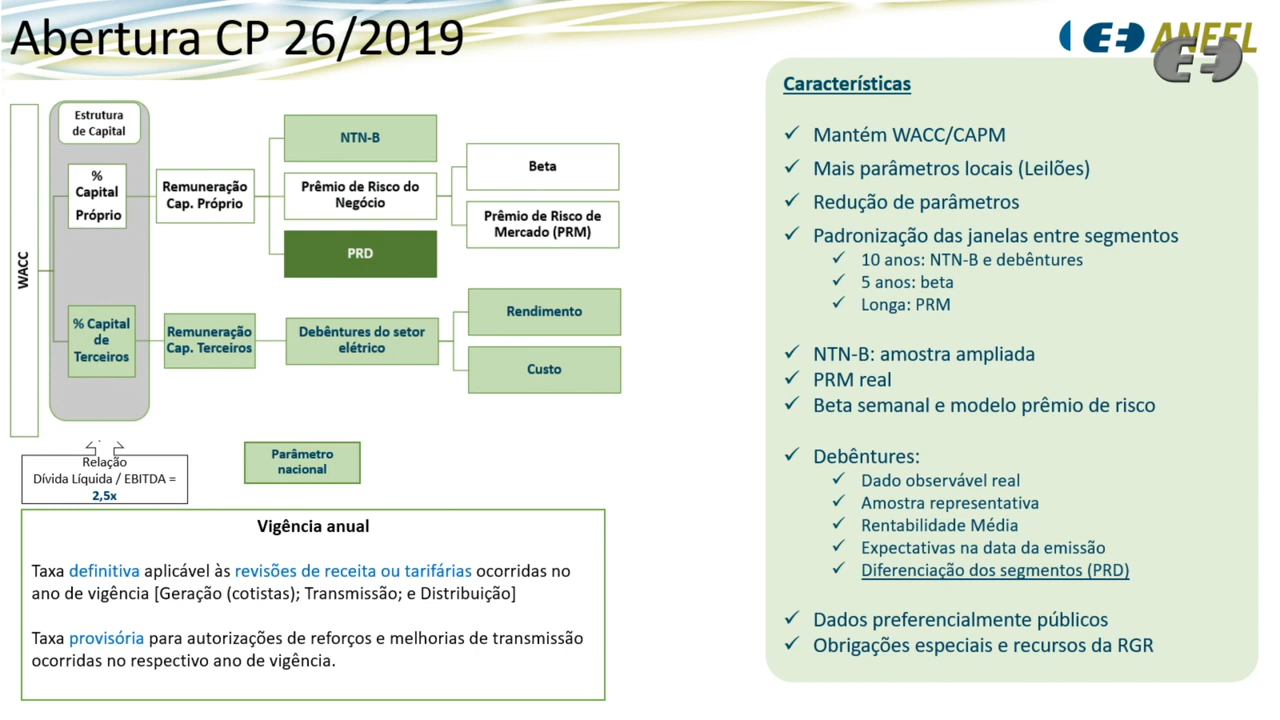 Abertura CP 26/2019
ANEEL
WACC
Estrutura
de Capital
%
Capital
Próprio
% Capital
de
Terceiros
Remuneração
Cap. Próprio
Remuneração
Cap. Terceiros
NTN-B
Prêmio de Risco do
Negócio
PRD
Debêntures do setor
elétrico
Beta
Prêmio de Risco de
Mercado (PRM)
Rendimento
Custo
Relação
Dívida Líquida / EBITDA =
2,5x
Parâmetro
nacional
Vigência anual
Taxa definitiva aplicável às revisões de receita ou tarifárias ocorridas no
ano de vigência [Geração (cotistas); Transmissão; e Distribuição]
Taxa provisória para autorizações de reforços e melhorias de transmissão
ocorridas no respectivo ano de vigência.
Características
✓ Mantém WACC/CAPM
✓ Mais parâmetros locais (Leilões)
✓ Redução de parâmetros
✓ Padronização das janelas entre segmentos
✓ 10 anos: NTN-B e debêntures
✓ 5 anos: beta
✓ Longa: PRM
✓ NTN-B: amostra ampliada
✓ PRM real
✓ Beta semanal e modelo prêmio de risco
✓ Debêntures:
✓ Dado observável real
✓ Amostra representativa
✓ Rentabilidade Média
✓ Expectativas na data da emissão
✓ Diferenciação dos segmentos (PRD)
✓ Dados preferencialmente públicos
✓ Obrigações especiais e recursos da RGR